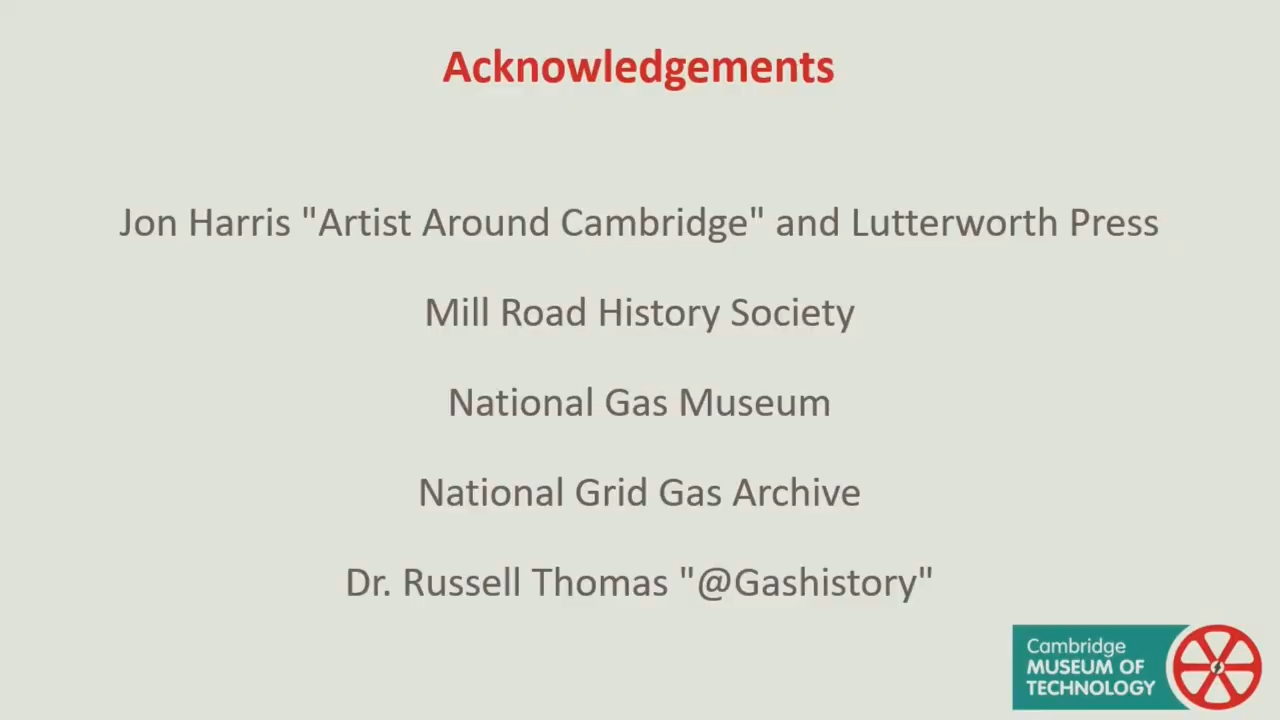 Acknowledgements
Jon Harris "Artist Around Cambridge" and Lutterworth Press
Mill Road History Society
National Gas Museum
National Grid Gas Archive
Dr. Russell Thomas "@Gashistory"
Cambridge
MUSEUM OF
TECHNOLOGY